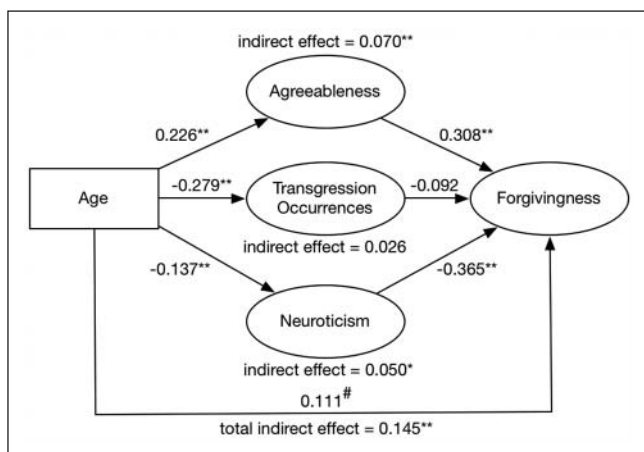 indirect effect = 0.070**
Agreeableness
0.226**
0.308**
-0.279**
-0.092
Age
Transgression
Occurrences
Forgivingness
indirect effect = 0.026
-0.137**
-0.365**
Neuroticism
indirect effect = 0.050*
0.111#
total indirect effect = 0.145**